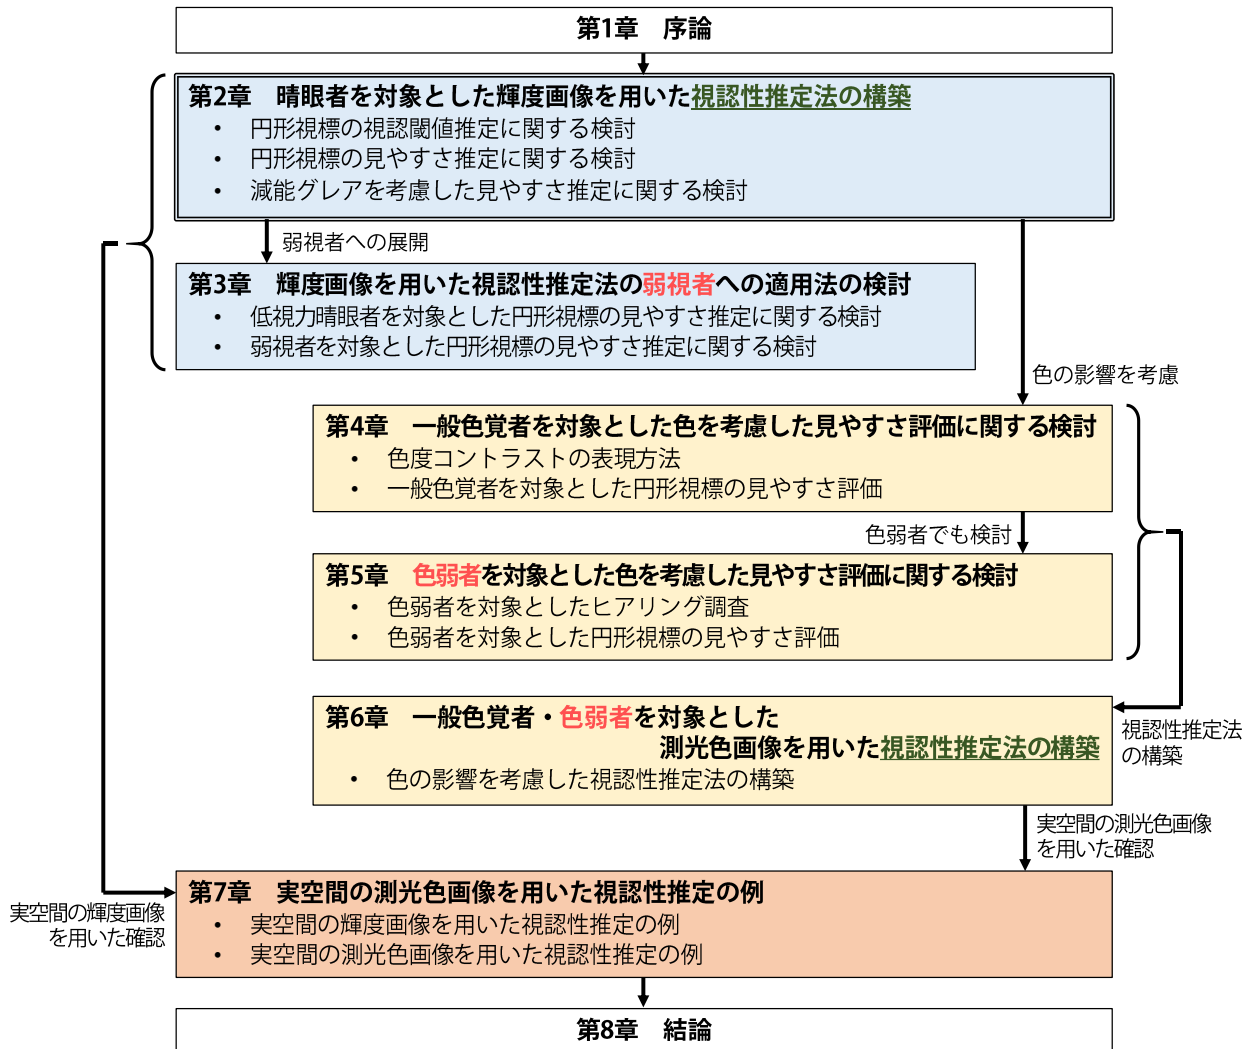 第1章　序論
第2章　晴眼者を対象とした輝度画像を用いた視認性推定法の構築
• 円形視標の視認閾値推定に関する検討
• 円形視標の見やすさ推定に関する検討
• 減能グレアを考慮した見やすさ推定に関する検討
弱視者への展開
第3章　輝度画像を用いた視認性推定法の弱視者への適用法の検討
• 低視力晴眼者を対象とした円形視標の見やすさ推定に関する検討
• 弱視者を対象とした円形視標の見やすさ推定に関する検討
色の影響を考慮
第4章　一般色覚者を対象とした色を考慮した見やすさ評価に関する検討
• 色度コントラストの表現方法
• 一般色覚者を対象とした円形視標の見やすさ評価
色弱者でも検討
第5章　色弱者を対象とした色を考慮した見やすさ評価に関する検討
• 色弱者を対象としたヒアリング調査
• 色弱者を対象とした円形視標の見やすさ評価
第6章　一般色覚者・色弱者を対象とした
測光色画像を用いた視認性推定法の構築
• 色の影響を考慮した視認性推定法の構築
視認性推定法
の構築
実空間の測光色画像
を用いた確認
第7章　実空間の測光色画像を用いた視認性推定の例
• 実空間の輝度画像を用いた視認性推定の例
• 実空間の測光色画像を用いた視認性推定の例
実空間の輝度画像
を用いた確認
第8章　結論